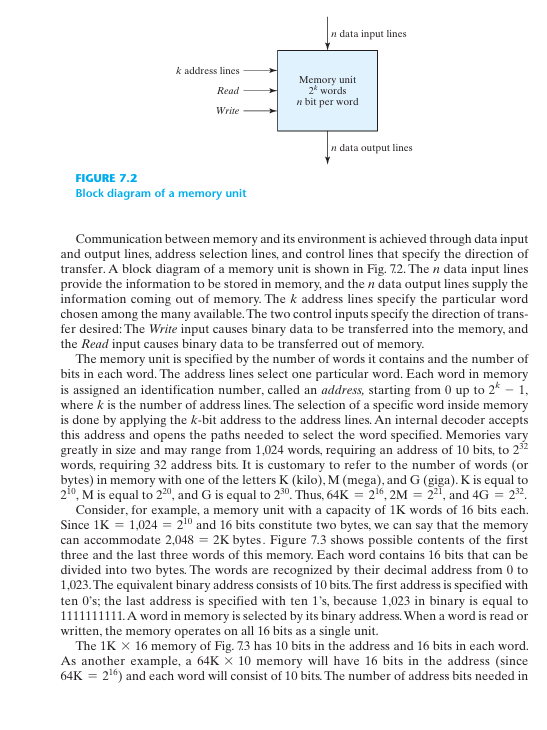 n data input lines
k address lines
Read
Write
Memory unit
2ᵏ words
n bit per word
n data output lines
FIGURE 7.2
Block diagram of a memory unit
Communication between memory and its environment is achieved through data input
and output lines, address selection lines, and control lines that specify the direction of
transfer. A block diagram of a memory unit is shown in Fig. 7.2. The n data input lines
provide the information to be stored in memory, and the n data output lines supply the
information coming out of memory. The k address lines specify the particular word
chosen among the many available. The two control inputs specify the direction of trans-
fer desired: The Write input causes binary data to be transferred into the memory, and
the Read input causes binary data to be transferred out of memory.
The memory unit is specified by the number of words it contains and the number of
bits in each word. The address lines select one particular word. Each word in memory
is assigned an identification number, called an address, starting from 0 up to 2ᵏ − 1,
where k is the number of address lines. The selection of a specific word inside memory
is done by applying the k-bit address to the address lines. An internal decoder accepts
this address and opens the paths needed to select the word specified. Memories vary
greatly in size and may range from 1,024 words, requiring an address of 10 bits, to 2³²
words, requiring 32 address bits. It is customary to refer to the number of words (or
bytes) in memory with one of the letters K (kilo), M (mega), and G (giga). K is equal to
2¹⁰, M is equal to 2²⁰, and G is equal to 2³⁰. Thus, 64K = 2¹⁶, 2M = 2²¹, and 4G = 2³².
Consider, for example, a memory unit with a capacity of 1K words of 16 bits each.
Since 1K = 1,024 = 2¹⁰ and 16 bits constitute two bytes, we can say that the memory
can accommodate 2,048 = 2K bytes. Figure 7.3 shows possible contents of the first
three and the last three words of this memory. Each word contains 16 bits that can be
divided into two bytes. The words are recognized by their decimal address from 0 to
1,023. The equivalent binary address consists of 10 bits. The first address is specified with
ten 0's; the last address is specified with ten 1's, because 1,023 in binary is equal to
1111111111. A word in memory is selected by its binary address. When a word is read or
written, the memory operates on all 16 bits as a single unit.
The 1K × 16 memory of Fig. 7.3 has 10 bits in the address and 16 bits in each word.
As another example, a 64K × 10 memory will have 16 bits in the address (since
64K = 2¹⁶) and each word will consist of 10 bits. The number of address bits needed in